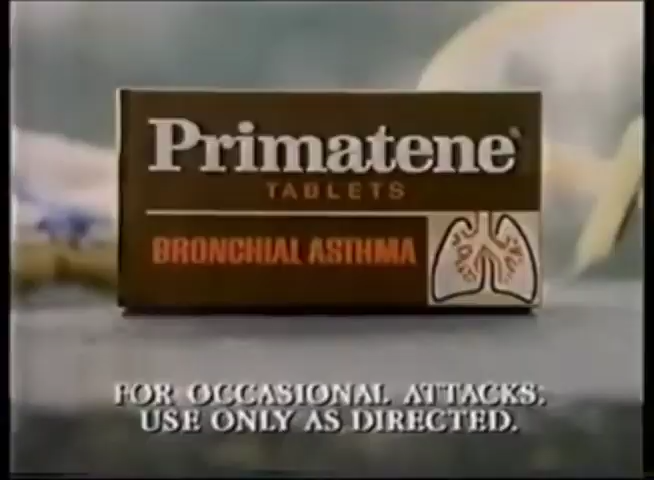 Primatene
TABLETS
BRONCHIAL ASTHMA
FOR OCCASIONAL ATTACKS.
USE ONLY AS DIRECTED.